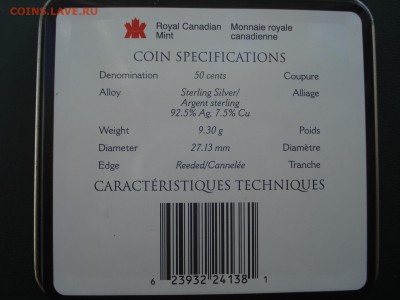 COINS.LAVE.RU
Royal Canadian Monnaie royale
Mint canadienne
COIN SPECIFICATIONS
Denomination 50 cents Coupure
Alloy Sterling Silver/ Alliage
Argent sterling
92.5% Ag, 7.5% Cu
Weight 9.30 g Poids
Diameter 27.13 mm Diamètre
Edge Reeded/Cannelée Tranche
CARACTÉRISTIQUES TECHNIQUES
6 23932 24138 1